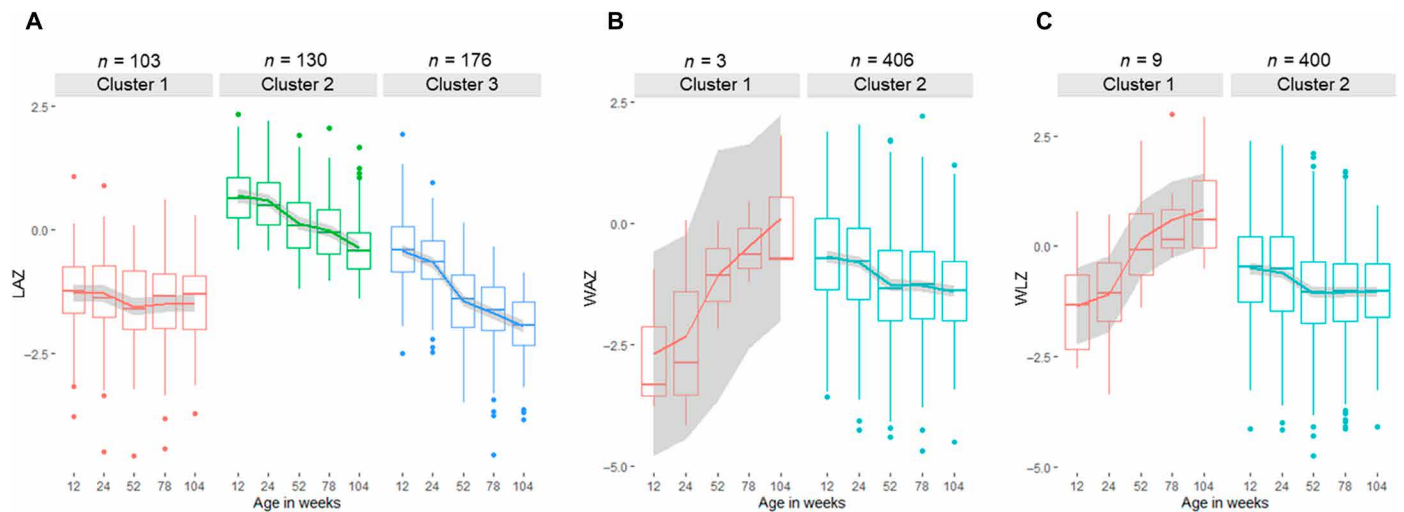 A
B
C
n = 103
n = 130
n = 176
n = 3
n = 406
n = 9
n = 400
Cluster 1
Cluster 2
Cluster 3
Cluster 1
Cluster 2
Cluster 1
Cluster 2
LAZ
2.5
0.0
−2.5
12 24 52 78 104
12 24 52 78 104
12 24 52 78 104
Age in weeks
WAZ
2.5
0.0
−2.5
−5.0
12 24 52 78 104
12 24 52 78 104
Age in weeks
WLZ
2.5
0.0
−2.5
−5.0
12 24 52 78 104
12 24 52 78 104
Age in weeks